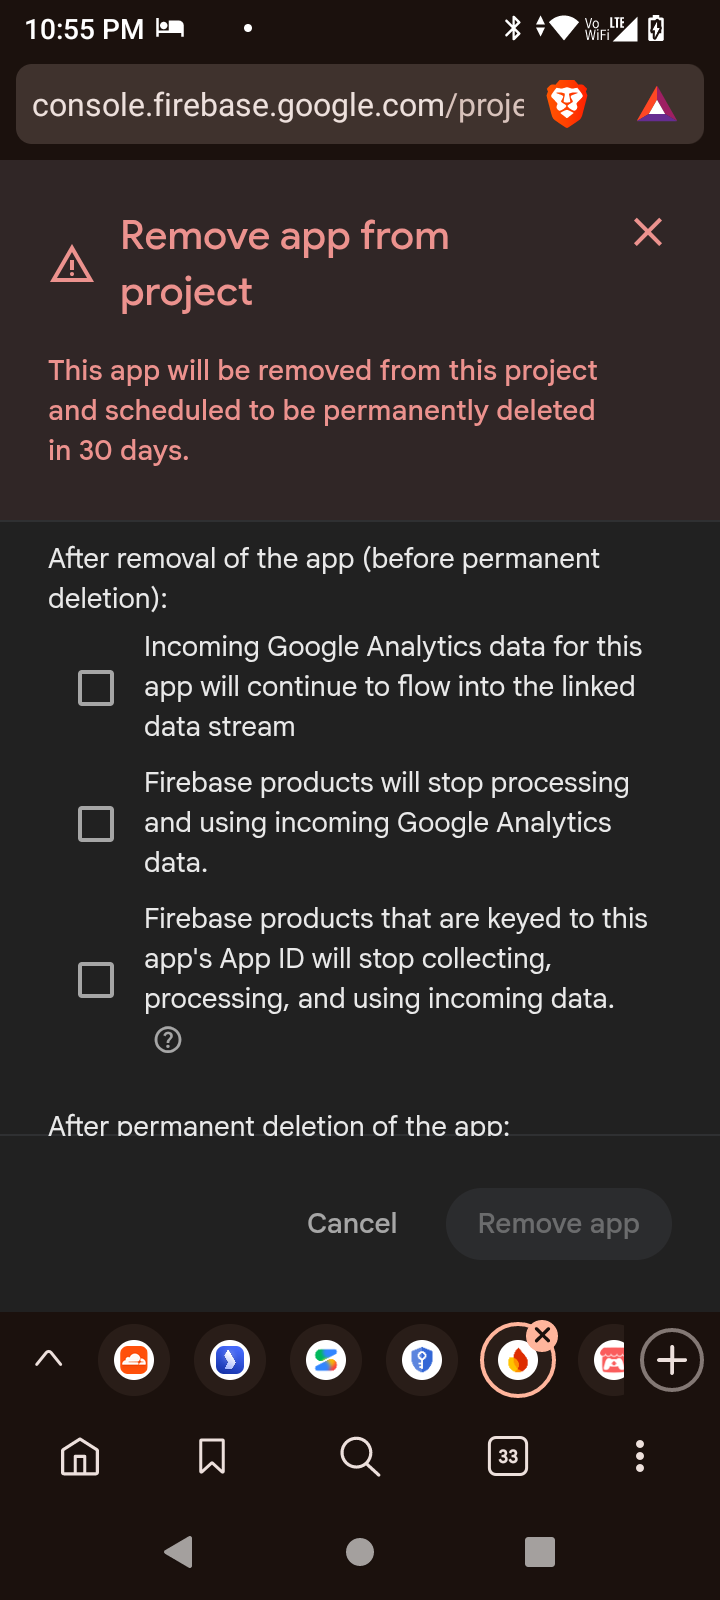 10:55 PM
Vo WiFi LTE
console.firebase.google.com/proje
Remove app from
project
This app will be removed from this project
and scheduled to be permanently deleted
in 30 days.
After removal of the app (before permanent
deletion):
Incoming Google Analytics data for this
app will continue to flow into the linked
data stream
Firebase products will stop processing
and using incoming Google Analytics
data.
Firebase products that are keyed to this
app's App ID will stop collecting,
processing, and using incoming data.
?
After permanent deletion of the app:
Cancel
Remove app
33